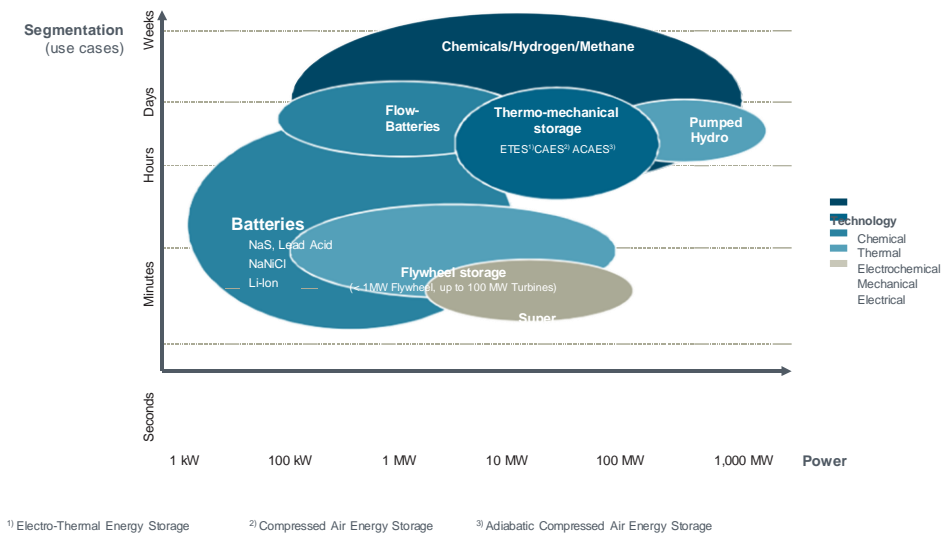 Segmentation
(use cases)
Weeks
Days
Hours
Minutes
Seconds
Chemicals/Hydrogen/Methane
Flow-
Batteries
Thermo-mechanical
storage
ETES1)CAES2) ACAES3)
Pumped
Hydro
Batteries
NaS, Lead Acid
NaNiCl
Li-Ion
Flywheel storage
(< 1MW Flywheel, up to 100 MW Turbines)
Super
Technology
Chemical
Thermal
Electrochemical
Mechanical
Electrical
1 kW 100 kW 1 MW 10 MW 100 MW 1,000 MW Power
1) Electro-Thermal Energy Storage 2) Compressed Air Energy Storage 3) Adiabatic Compressed Air Energy Storage